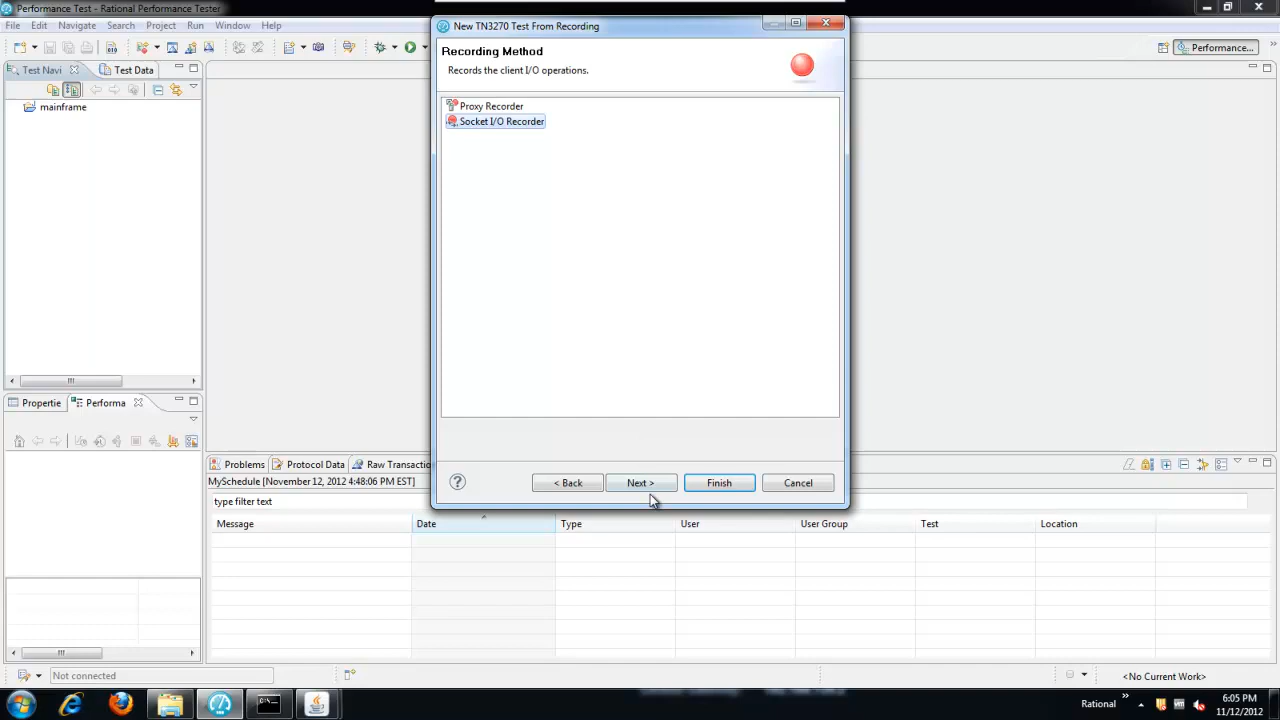 Performance Test - Rational Performance Tester
File Edit Navigate Search Project Run Window Help
Performance...
Test Navi
Test Data
mainframe
New TN3270 Test From Recording
Recording Method
Records the client I/O operations.
Proxy Recorder
Socket I/O Recorder
< Back
Next >
Finish
Cancel
Propertie
Performa
Problems
Protocol Data
Raw Transactio
MySchedule [November 12, 2012 4:48:06 PM EST]
type filter text
Message Date Type User User Group Test Location
Not connected
<No Current Work>
Rational
6:05 PM
11/12/2012